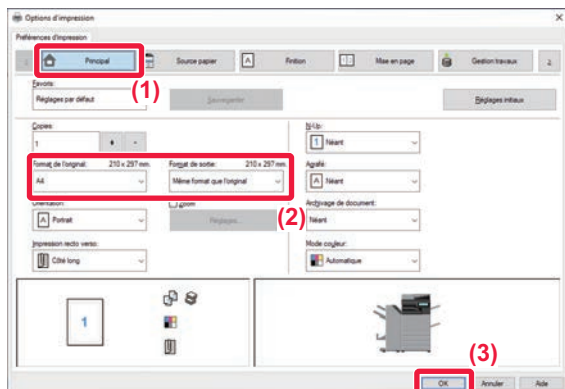 Options d'impression
Préférences d'impression
Principal
Source papier
Finition
Mise en page
Gestion travaux
(1)
Favoris:
Réglages par défaut
Sauvegarder
Réglages initiaux
Copies:
1
N-Up:
Néant
Format de l'original:
210 x 297 mm.
Format de sortie:
210 x 297 mm.
A4
Même format que l'original
Agrafé:
Néant
(2)
Orientation:
Portrait
Zoom
Réglages...
Archivage de document:
Néant
Impression recto verso:
Côté long
Mode couleur:
Automatique
1
(3)
OK
Annuler
Aide